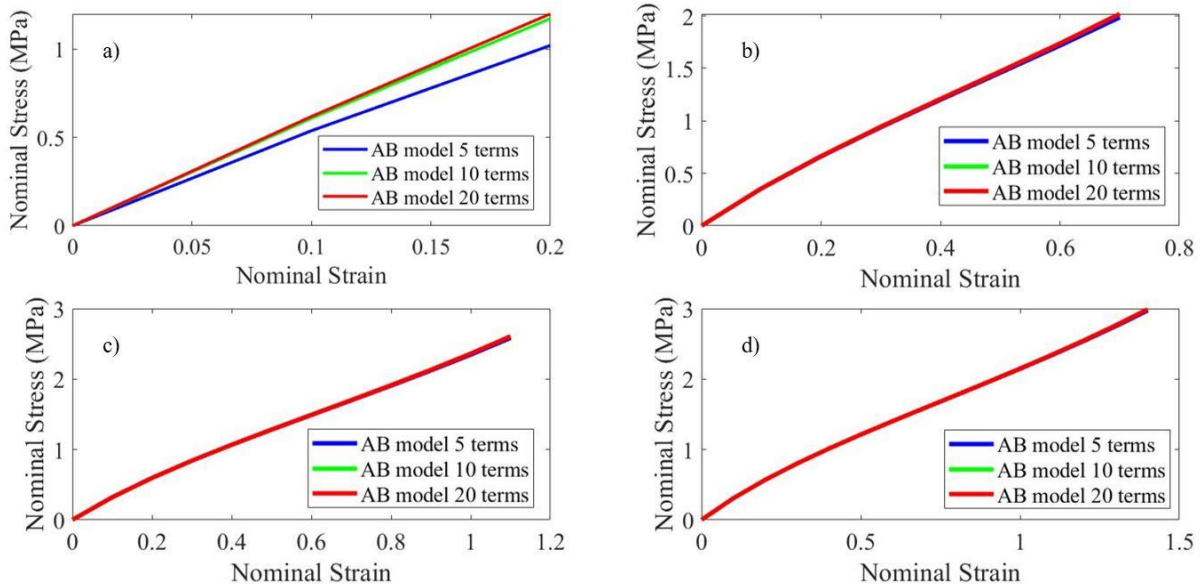 a)
Nominal Stress (MPa)
1
0.5
0
AB model 5 terms
AB model 10 terms
AB model 20 terms
0 0.05 0.1 0.15 0.2
Nominal Strain
b)
Nominal Stress (MPa)
2
1.5
1
0.5
0
AB model 5 terms
AB model 10 terms
AB model 20 terms
0 0.2 0.4 0.6 0.8
Nominal Strain
c)
Nominal Stress (MPa)
3
2
1
0
AB model 5 terms
AB model 10 terms
AB model 20 terms
0 0.2 0.4 0.6 0.8 1 1.2
Nominal Strain
d)
Nominal Stress (MPa)
3
2
1
0
AB model 5 terms
AB model 10 terms
AB model 20 terms
0 0.5 1 1.5
Nominal Strain